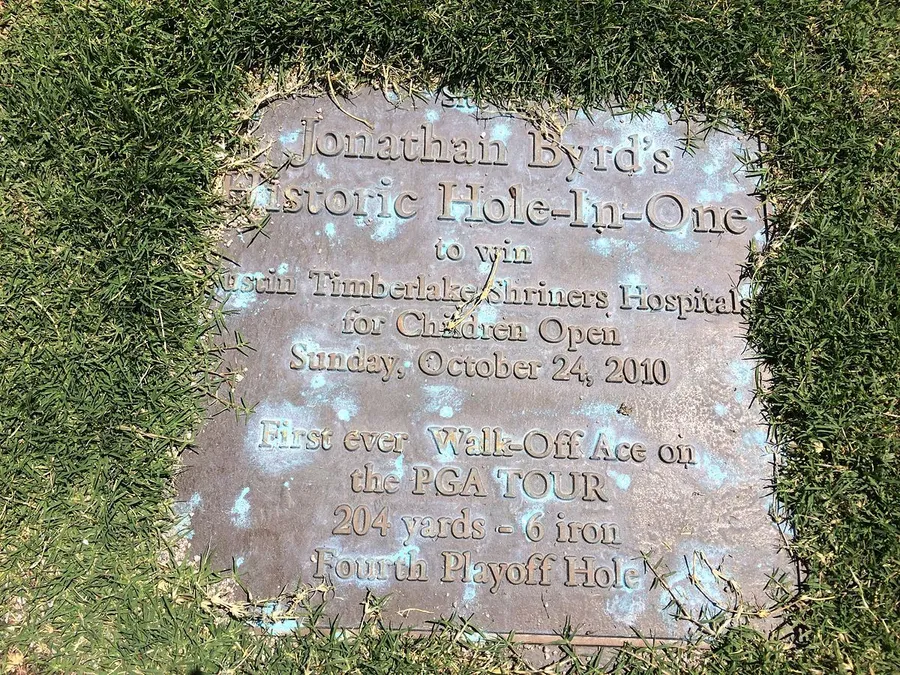 Jonathan Byrd's
Historic Hole-In-One
to win
ustin Timberlake Shriners Hospitals
for Children Open
Sunday, October 24, 2010
First ever Walk-Off Ace on
the PGA TOUR
204 yards - 6 iron
Fourth Playoff Hole